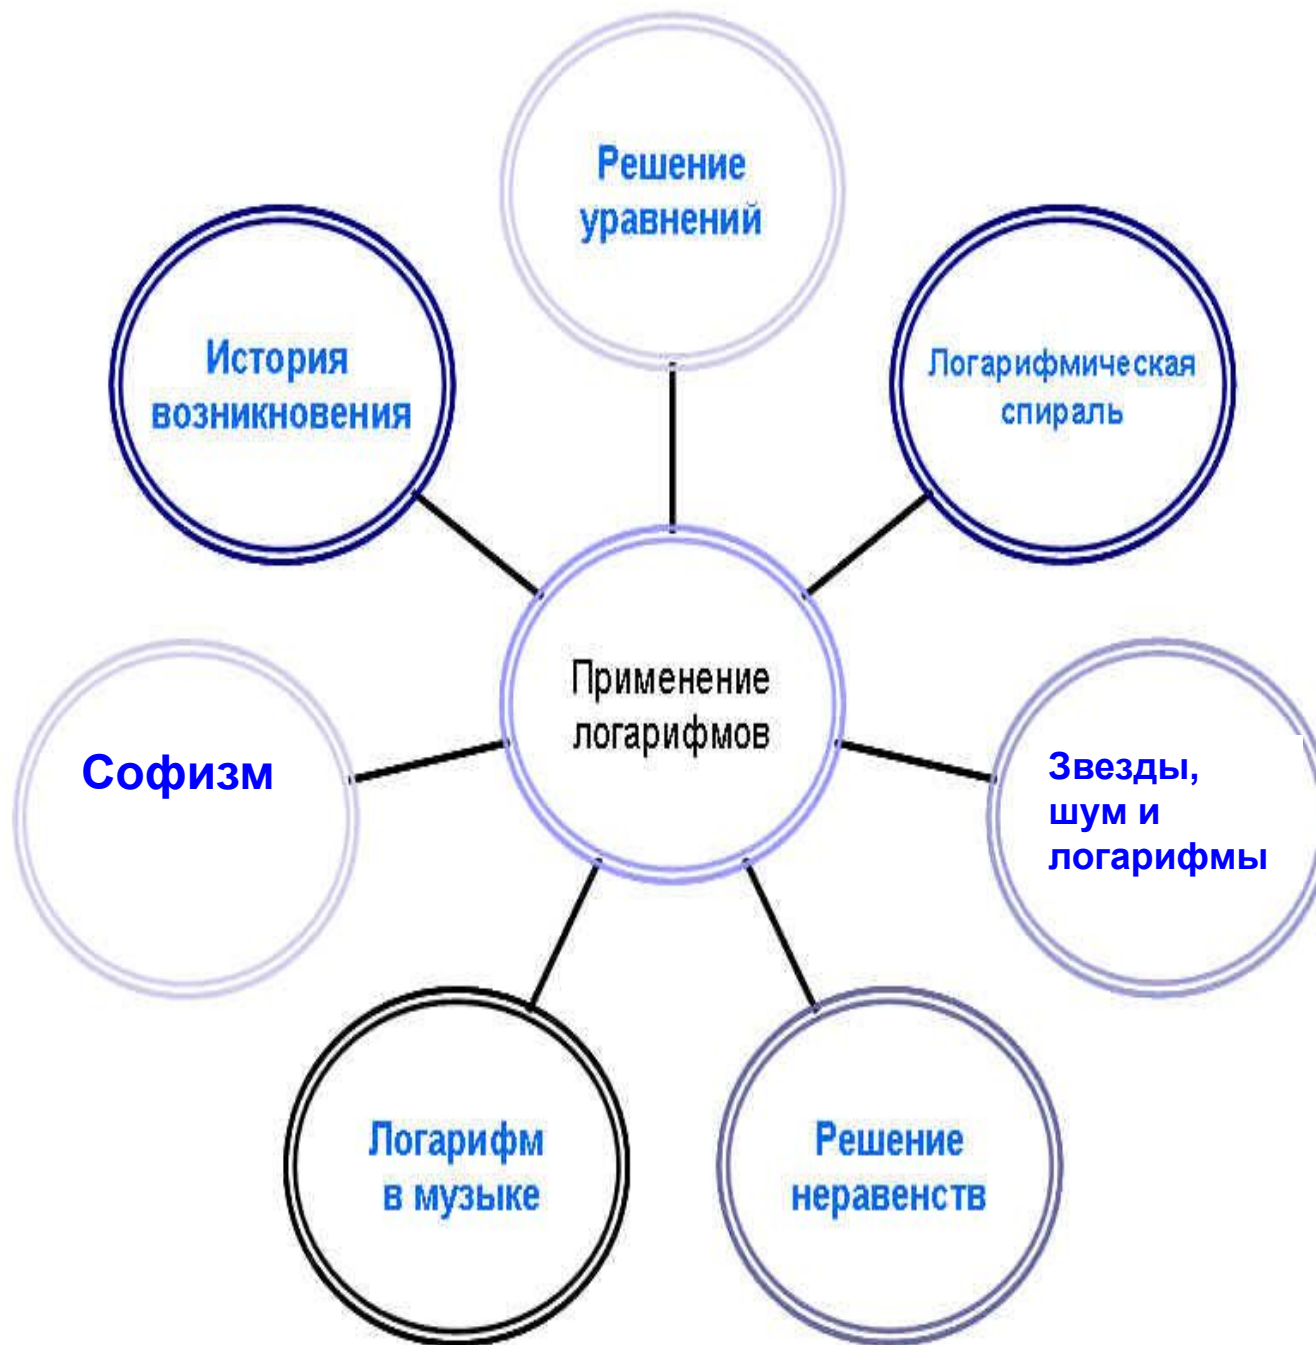 Решение
уравнений
История
возникновения
Логарифмическая
спираль
Применение
логарифмов
Софизм
Звезды,
шум и
логарифмы
Логарифм
в музыке
Решение
неравенств